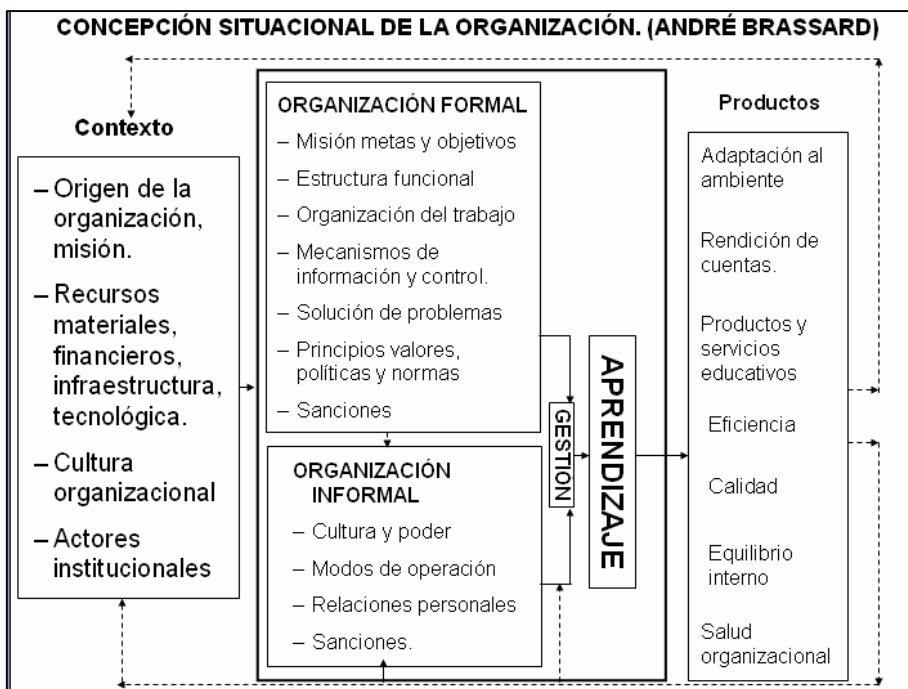 CONCEPCIÓN SITUACIONAL DE LA ORGANIZACIÓN. (ANDRÉ BRASSARD)
Contexto
– Origen de la
organización,
misión.
– Recursos
materiales,
financieros,
infraestructura,
tecnológica.
– Cultura
organizacional
– Actores
institucionales
ORGANIZACIÓN FORMAL
– Misión metas y objetivos
– Estructura funcional
– Organización del trabajo
– Mecanismos de
información y control.
– Solución de problemas
– Principios valores,
políticas y normas
– Sanciones
ORGANIZACIÓN
INFORMAL
– Cultura y poder
– Modos de operación
– Relaciones personales
– Sanciones.
GESTIÓN
APRENDIZAJE
Productos
Adaptación al
ambiente
Rendición de
cuentas.
Productos y
servicios
educativos
Eficiencia
Calidad
Equilibrio
interno
Salud
organizacional